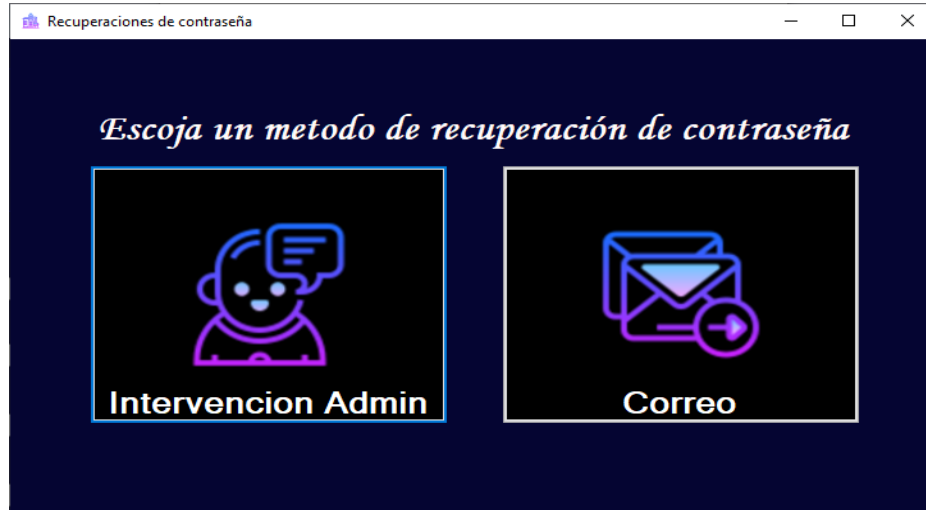 Recuperaciones de contraseña
Escoja un metodo de recuperación de contraseña
Intervencion Admin
Correo